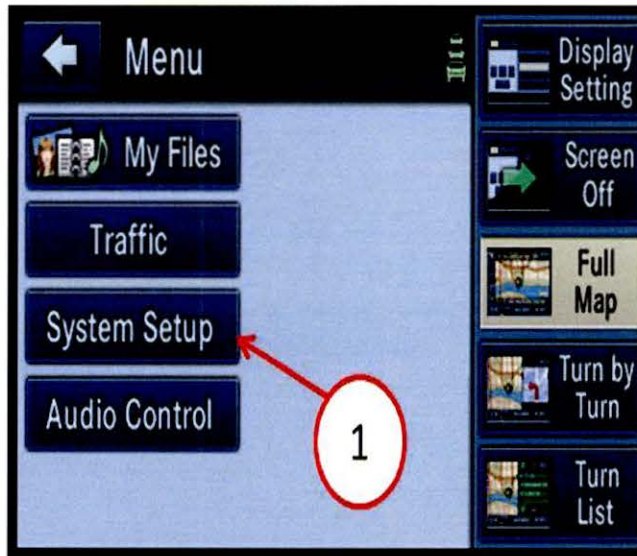 Menu
My Files
Traffic
System Setup
Audio Control
1
Display
Setting
Screen
Off
Full
Map
Turn by
Turn
Turn
List